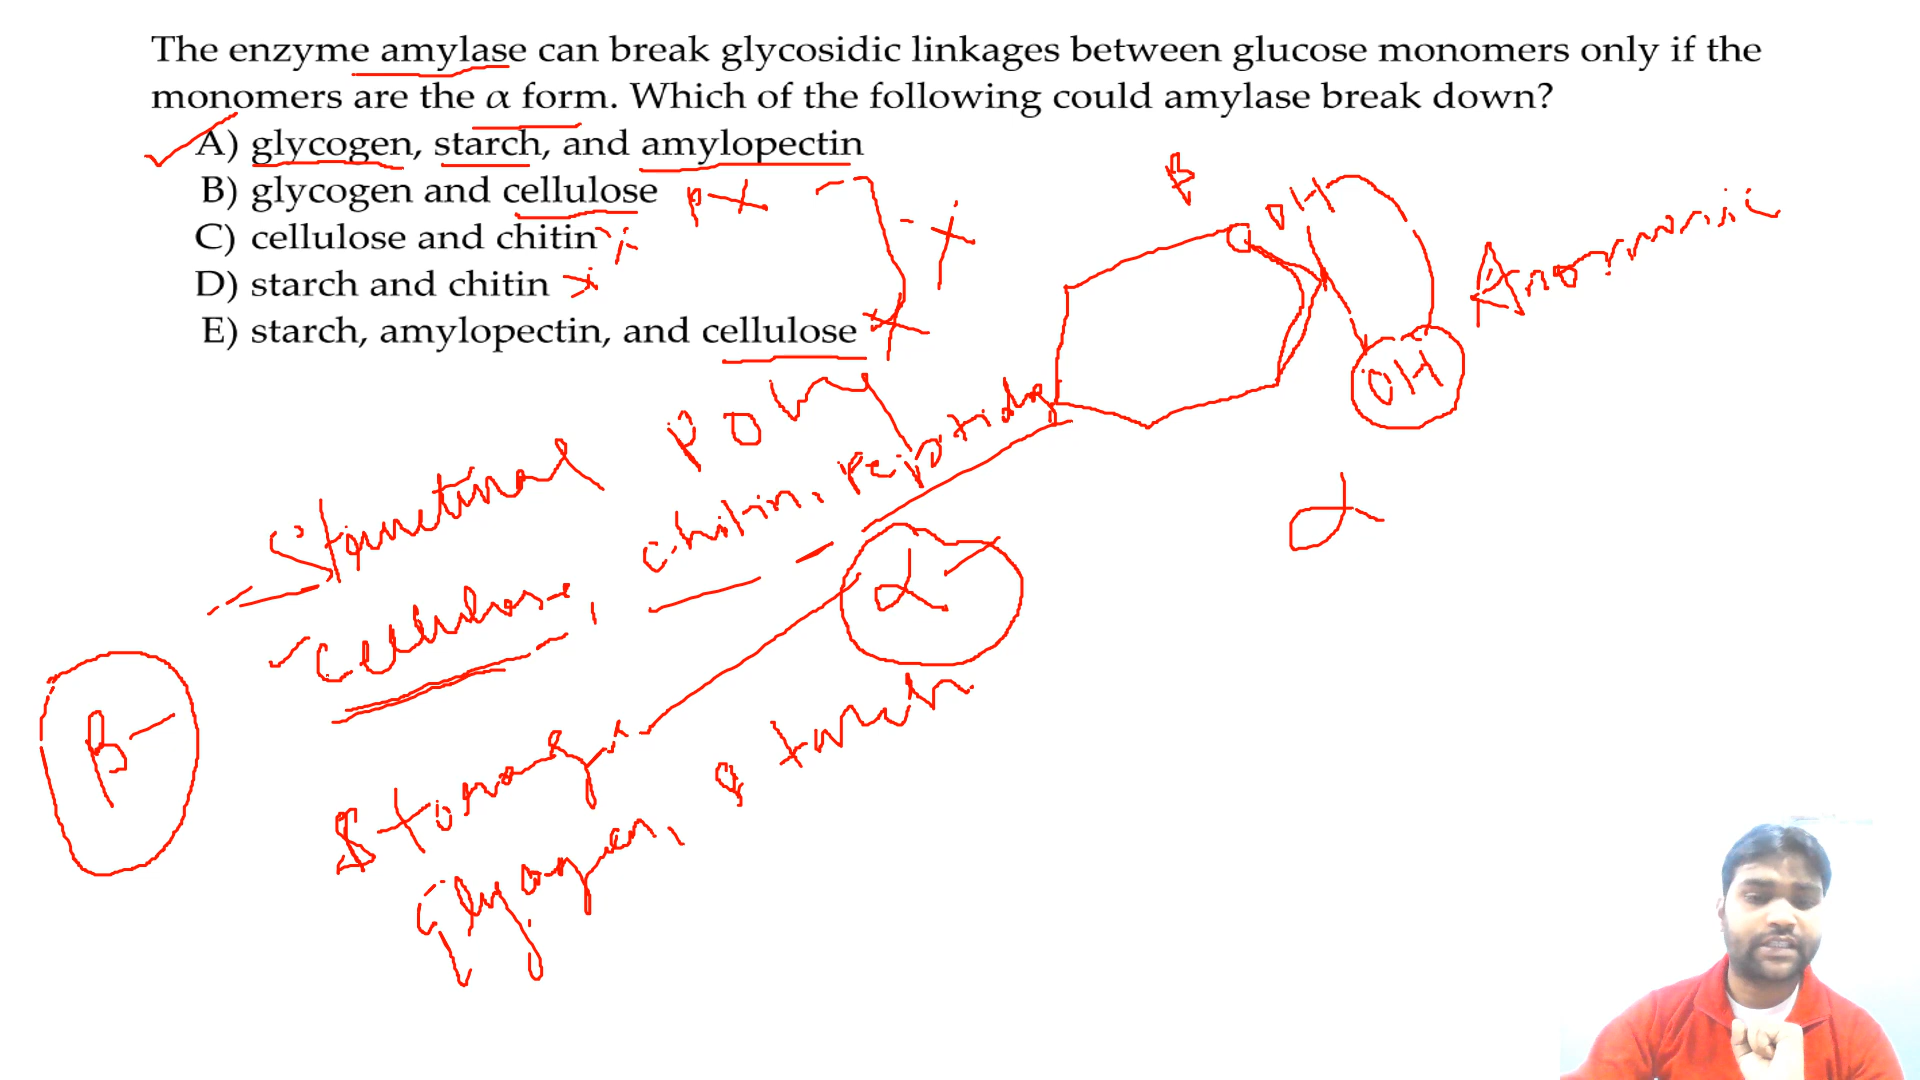 The enzyme amylase can break glycosidic linkages between glucose monomers only if the
monomers are the α form. Which of the following could amylase break down?
A) glycogen, starch, and amylopectin
B) glycogen and cellulose
C) cellulose and chitin
D) starch and chitin
E) starch, amylopectin, and cellulose
β
OH
OH
α
Structural
chitin,
Cellulose,
α
β
Storage
Glycogen,